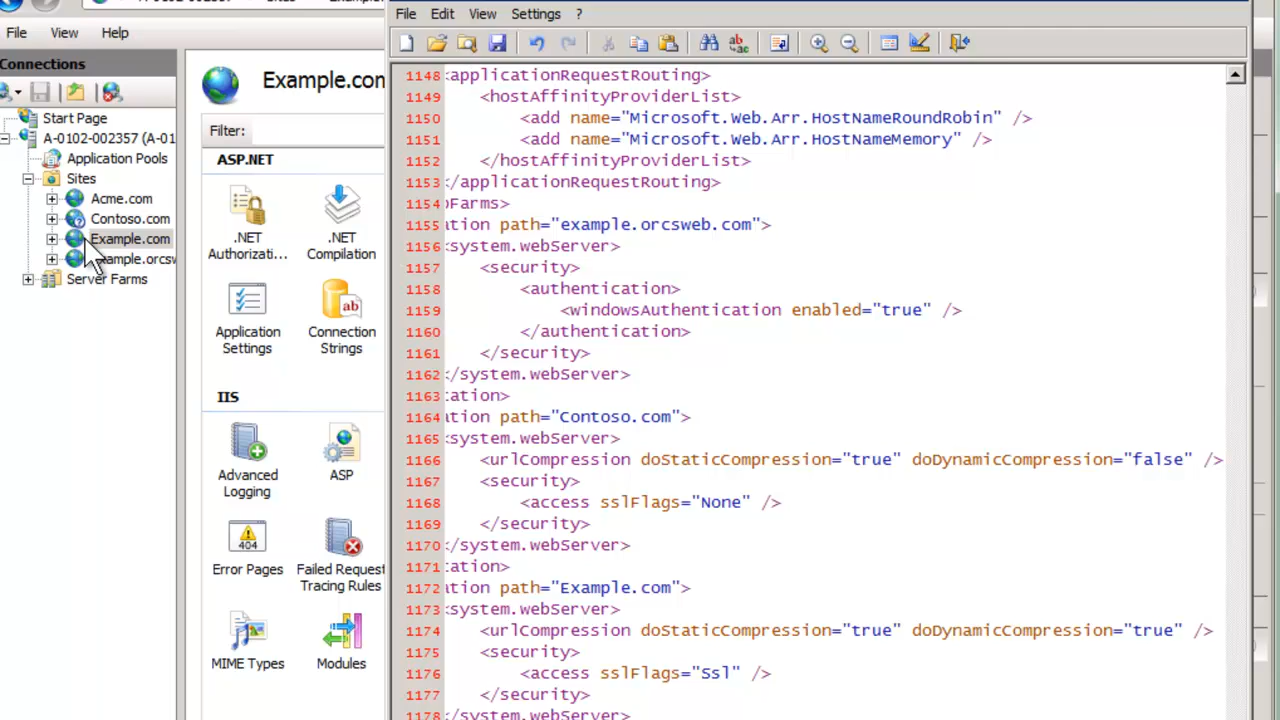 File View Help
Connections
Start Page
A-0102-002357 (A-01
Application Pools
Sites
Acme.com
Contoso.com
Example.com
Server Farms
Example.com
Filter:
ASP.NET
.NET Authorizati...
.NET Compilation
Application Settings
Connection Strings
IIS
Advanced Logging
ASP
404
Error Pages
Failed Request Tracing Rules
MIME Types
Modules
File Edit View Settings ?
1148 <applicationRequestRouting>
1149 <hostAffinityProviderList>
1150 <add name="Microsoft.Web.Arr.HostNameRoundRobin" />
1151 <add name="Microsoft.Web.Arr.HostNameMemory" />
1152 </hostAffinityProviderList>
1153 </applicationRequestRouting>
1154 Farms>
1155 ation path="example.orcsweb.com">
1156 <system.webServer>
1157 <security>
1158 <authentication>
1159 <windowsAuthentication enabled="true" />
1160 </authentication>
1161 </security>
1162 </system.webServer>
1163 cation>
1164 ation path="Contoso.com">
1165 <system.webServer>
1166 <urlCompression doStaticCompression="true" doDynamicCompression="false" />
1167 <security>
1168 <access sslFlags="None" />
1169 </security>
1170 </system.webServer>
1171 cation>
1172 ation path="Example.com">
1173 <system.webServer>
1174 <urlCompression doStaticCompression="true" doDynamicCompression="true" />
1175 <security>
1176 <access sslFlags="Ssl" />
1177 </security>
1178 </system.webServer>